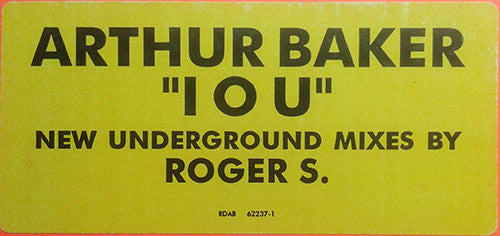 ARTHUR BAKER
"I O U"
NEW UNDERGROUND MIXES BY
ROGER S.
RDAB 62237-1